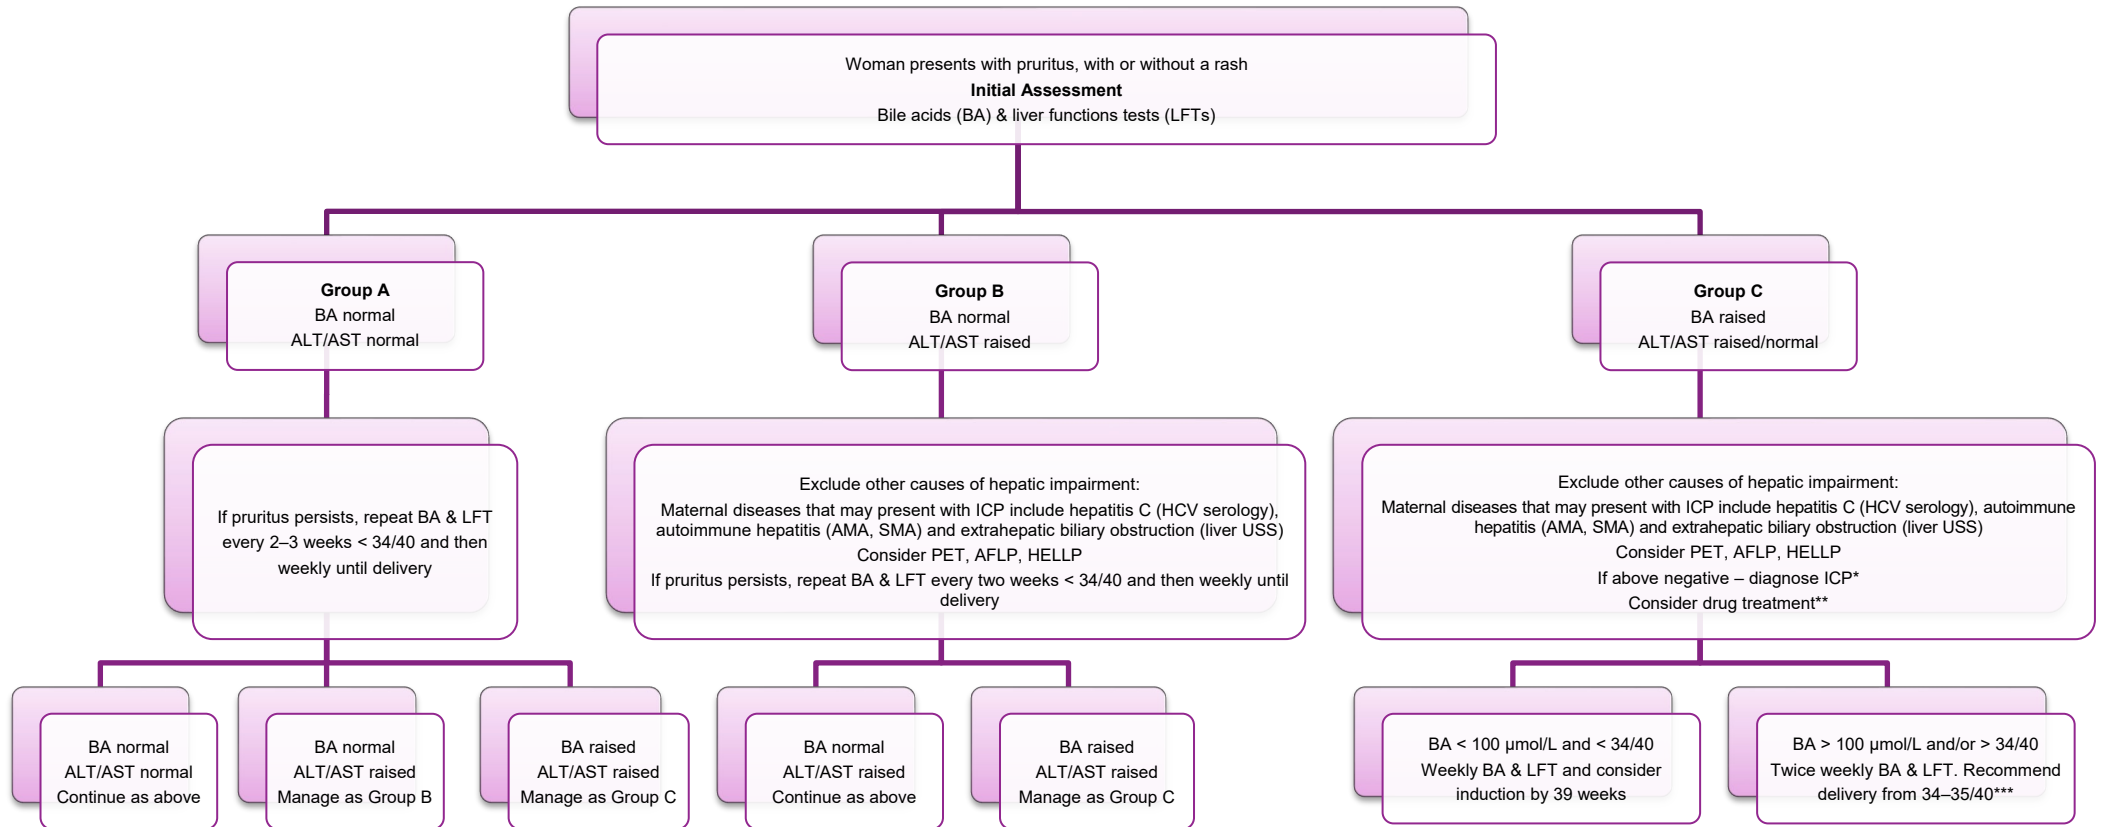 Woman presents with pruritus, with or without a rash
Initial Assessment
Bile acids (BA) & liver functions tests (LFTs)
Group A
BA normal
ALT/AST normal
Group B
BA normal
ALT/AST raised
Group C
BA raised
ALT/AST raised/normal
If pruritus persists, repeat BA & LFT
every 2–3 weeks < 34/40 and then
weekly until delivery
Exclude other causes of hepatic impairment:
Maternal diseases that may present with ICP include hepatitis C (HCV serology),
autoimmune hepatitis (AMA, SMA) and extrahepatic biliary obstruction (liver USS)
Consider PET, AFLP, HELLP
If pruritus persists, repeat BA & LFT every two weeks < 34/40 and then weekly until
delivery
Exclude other causes of hepatic impairment:
Maternal diseases that may present with ICP include hepatitis C (HCV serology), autoimmune
hepatitis (AMA, SMA) and extrahepatic biliary obstruction (liver USS)
Consider PET, AFLP, HELLP
If above negative – diagnose ICP*
Consider drug treatment**
BA normal
ALT/AST normal
Continue as above
BA normal
ALT/AST raised
Manage as Group B
BA raised
ALT/AST raised
Manage as Group C
BA normal
ALT/AST raised
Continue as above
BA raised
ALT/AST raised
Manage as Group C
BA < 100 µmol/L and < 34/40
Weekly BA & LFT and consider
induction by 39 weeks
BA > 100 µmol/L and/or > 34/40
Twice weekly BA & LFT. Recommend
delivery from 34–35/40***